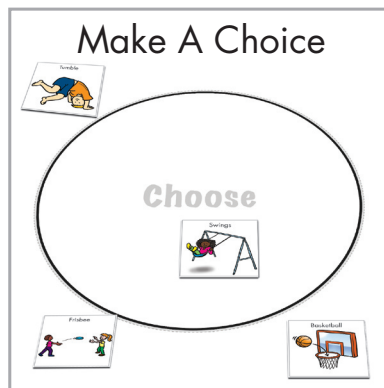 Make A Choice
Tumble
Choose
Swings
Frisbee
Basketball